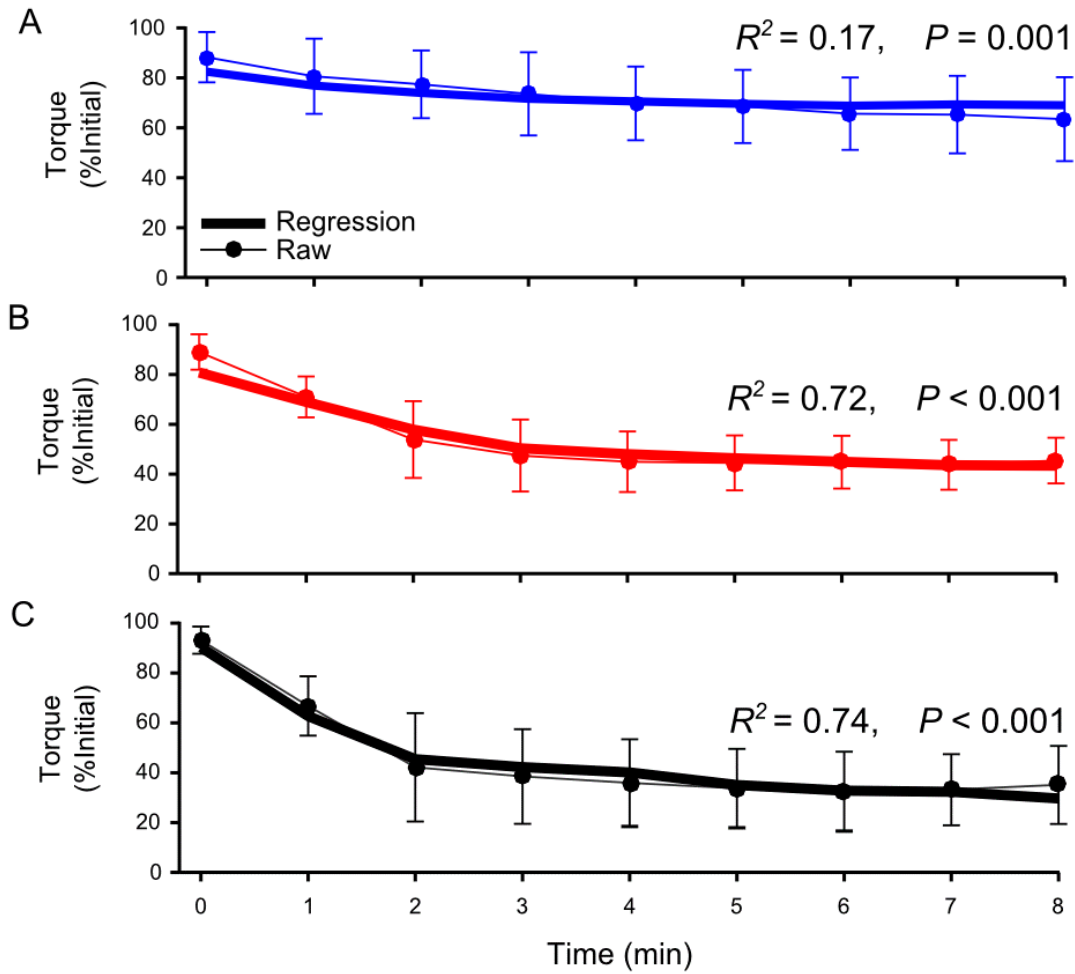 A
100
80
60
40
20
0
Torque
(%Initial)
R² = 0.17, P = 0.001
Regression
Raw
B
100
80
60
40
20
0
Torque
(%Initial)
R² = 0.72, P < 0.001
C
100
80
60
40
20
0
Torque
(%Initial)
R² = 0.74, P < 0.001
0 1 2 3 4 5 6 7 8
Time (min)